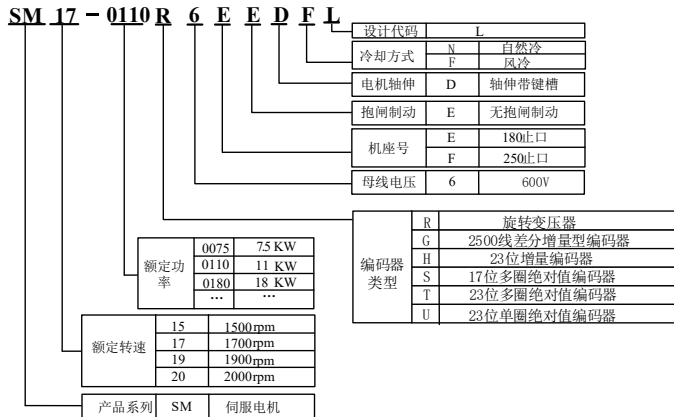 SM 17-0110 R 6 E E D F L
设计代码 L
冷却方式 N 自然冷
F 风冷
电机轴伸 D 轴伸带键槽
抱闸制动 E 无抱闸制动
机座号 E 180止口
F 250止口
母线电压 6 600V
编码器类型 R 旋转变压器
G 2500线差分增量型编码器
H 23位增量编码器
S 17位多圈绝对值编码器
T 23位多圈绝对值编码器
U 23位单圈绝对值编码器
额定功率 0075 75 KW
0110 11 KW
0180 18 KW
… …
额定转速 15 1500rpm
17 1700rpm
19 1900rpm
20 2000rpm
产品系列 SM 伺服电机